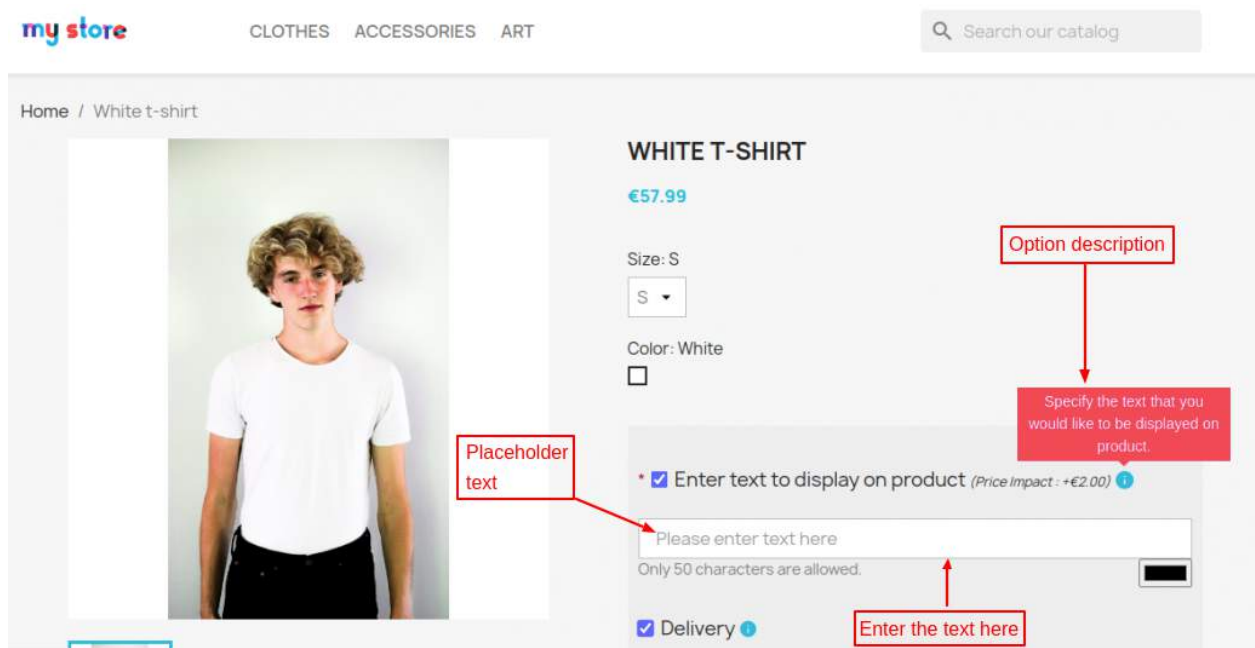 my store
CLOTHES ACCESSORIES ART
Search our catalog
Home / White t-shirt
WHITE T-SHIRT
€57.99
Option description
Size: S
S
Color: White
Specify the text that you
would like to be displayed on
product.
Placeholder
text
* Enter text to display on product (Price Impact : +€2.00) i
Please enter text here
Only 50 characters are allowed.
Delivery i
Enter the text here